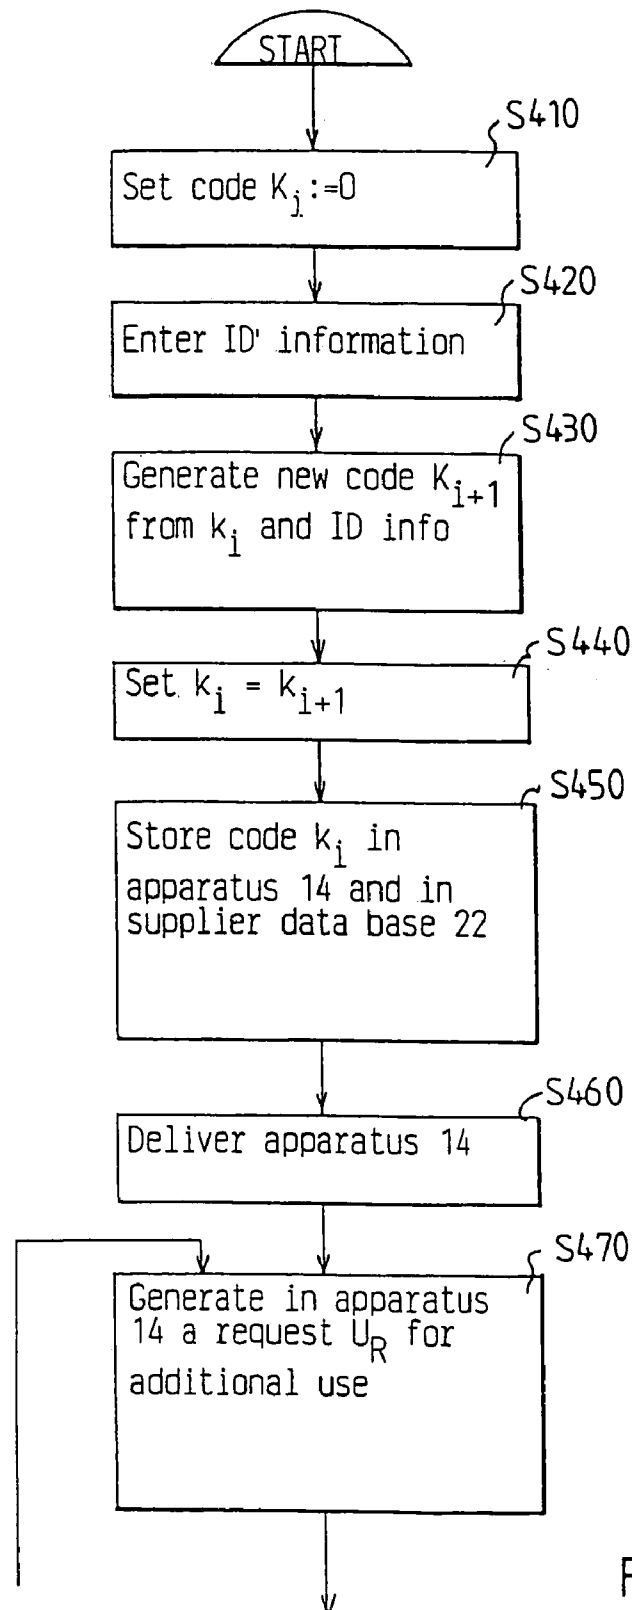 START
S410
Set code K_i:=0
S420
Enter ID' information
S430
Generate new code K_i+1
from k_i and ID info
S440
Set k_i = k_i+1
S450
Store code k_i in
apparatus 14 and in
supplier data base 22
S460
Deliver apparatus 14
S470
Generate in apparatus
14 a request U_R for
additional use
F